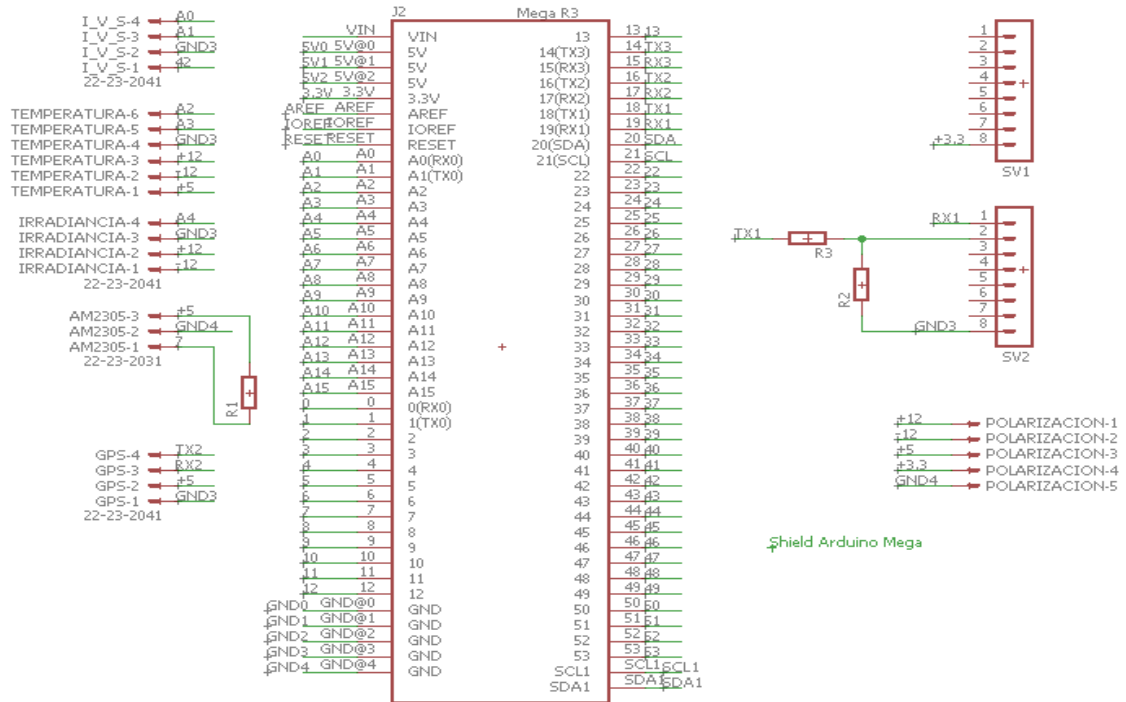 I_V_S-4 A0
I_V_S-3 A1
I_V_S-2 GND3
I_V_S-1 42
22-23-2041
TEMPERATURA-6 A2
TEMPERATURA-5 A3
TEMPERATURA-4 GND3
TEMPERATURA-3 +12
TEMPERATURA-2 -12
TEMPERATURA-1 +5
IRRADIANCIA-4 A4
IRRADIANCIA-3 GND3
IRRADIANCIA-2 +12
IRRADIANCIA-1 -12
22-23-2041
AM2305-3 +5
AM2305-2 GND4
AM2305-1 7
22-23-2031
R1
GPS-4 TX2
GPS-3 RX2
GPS-2 +5
GPS-1 GND3
22-23-2041
J2 Mega R3
VIN VIN
5V0 5V@0 5V
5V1 5V@1 5V
5V2 5V@2 5V
3.3V 3.3V 3.3V
AREF AREF AREF
IOREF IOREF IOREF
RESET RESET RESET
A0 A0 A0(RX0)
A1 A1 A1(TX0)
A2 A2 A2
A3 A3 A3
A4 A4 A4
A5 A5 A5
A6 A6 A6
A7 A7 A7
A8 A8 A8
A9 A9 A9
A10 A10 A10
A11 A11 A11
A12 A12 A12
A13 A13 A13
A14 A14 A14
A15 A15 A15
0 0 0(RX0)
1 1 1(TX0)
2 2 2
3 3 3
4 4 4
5 5 5
6 6 6
7 7 7
8 8 8
9 9 9
10 10 10
11 11 11
12 12 12
GND0 GND@0 GND
GND1 GND@1 GND
GND2 GND@2 GND
GND3 GND@3 GND
GND4 GND@4 GND
13 13 13
14(TX3) 14 TX3
15(RX3) 15 RX3
16(TX2) 16 TX2
17(RX2) 17 RX2
18(TX1) 18 TX1
19(RX1) 19 RX1
20(SDA) 20 SDA
21(SCL) 21 SCL
22 22 22
23 23 23
24 24 24
25 25 25
26 26 26
27 27 27
28 28 28
29 29 29
30 30 30
31 31 31
32 32 32
33 33 33
34 34 34
35 35 35
36 36 36
37 37 37
38 38 38
39 39 39
40 40 40
41 41 41
42 42 42
43 43 43
44 44 44
45 45 45
46 46 46
47 47 47
48 48 48
49 49 49
50 50 50
51 51 51
52 52 52
53 53 53
SCL1 SCL1 SCL1
SDA1 SDA1 SDA1
1
2
3
4
5
6
7
+3.3 8
SV1
RX1 1
TX1 R3 2
3
4
R2 5
6
7
GND3 8
SV2
+12 POLARIZACION-1
-12 POLARIZACION-2
+5 POLARIZACION-3
+3.3 POLARIZACION-4
GND4 POLARIZACION-5
Shield Arduino Mega